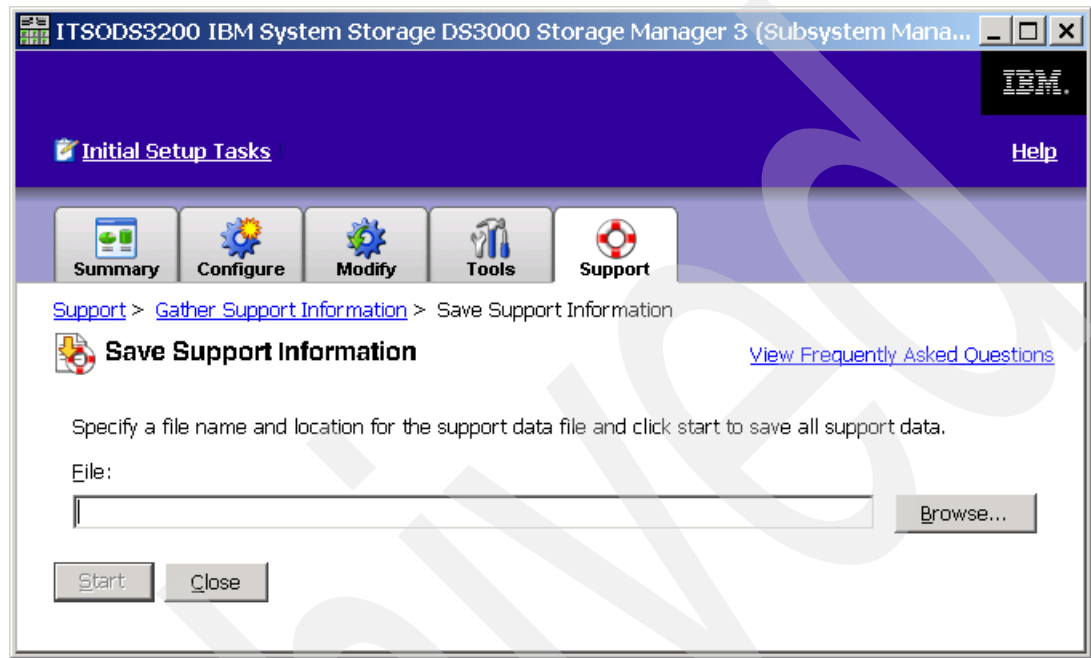 ITSODS3200 IBM System Storage DS3000 Storage Manager 3 (Subsystem Mana...
IBM.
Initial Setup Tasks Help
Summary Configure Modify Tools Support
Support > Gather Support Information > Save Support Information
Save Support Information View Frequently Asked Questions
Specify a file name and location for the support data file and click start to save all support data.
File:
Browse...
Start Close